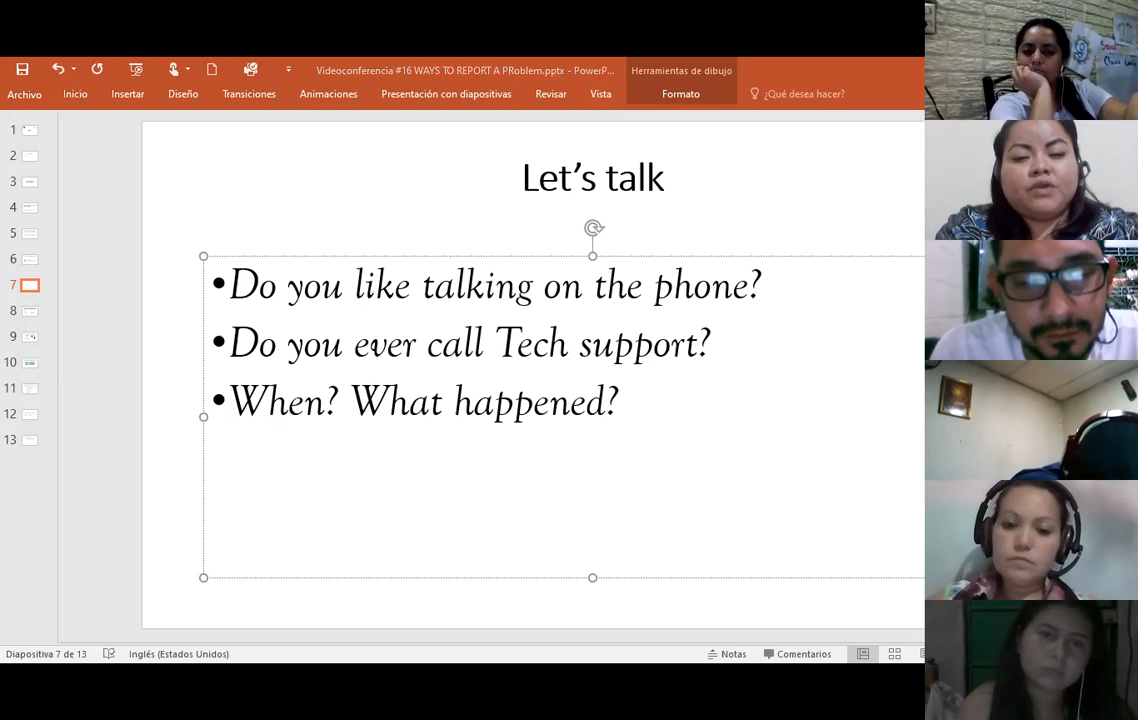 Videoconferencia #16 WAYS TO REPORT A PRoblem.pptx - PowerP...
Herramientas de dibujo
Archivo Inicio Insertar Diseño Transiciones Animaciones Presentación con diapositivas Revisar Vista Formato ¿Qué desea hacer?
1
2
3
4
5
6
7
8
9
10
11
12
13
Let's talk
•Do you like talking on the phone?
•Do you ever call Tech support?
•When? What happened?
Diapositiva 7 de 13 Inglés (Estados Unidos) Notas Comentarios